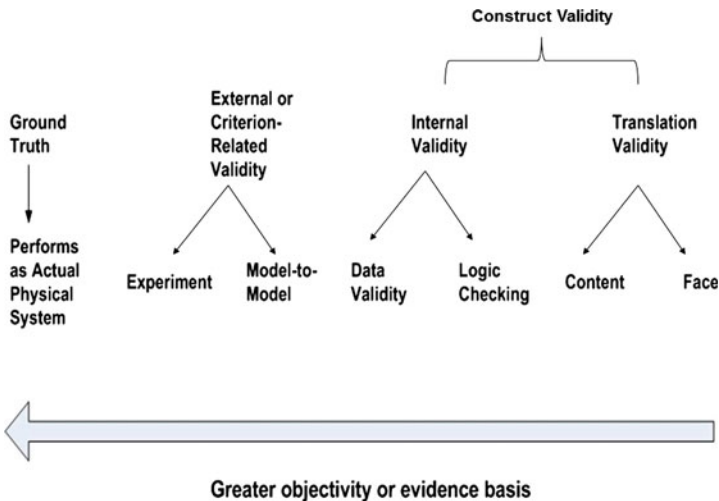 Construct Validity
Ground
Truth
External or
Criterion-
Related
Validity
Internal
Validity
Translation
Validity
Performs
as Actual
Physical
System
Experiment
Model-to-
Model
Data
Validity
Logic
Checking
Content
Face
Greater objectivity or evidence basis